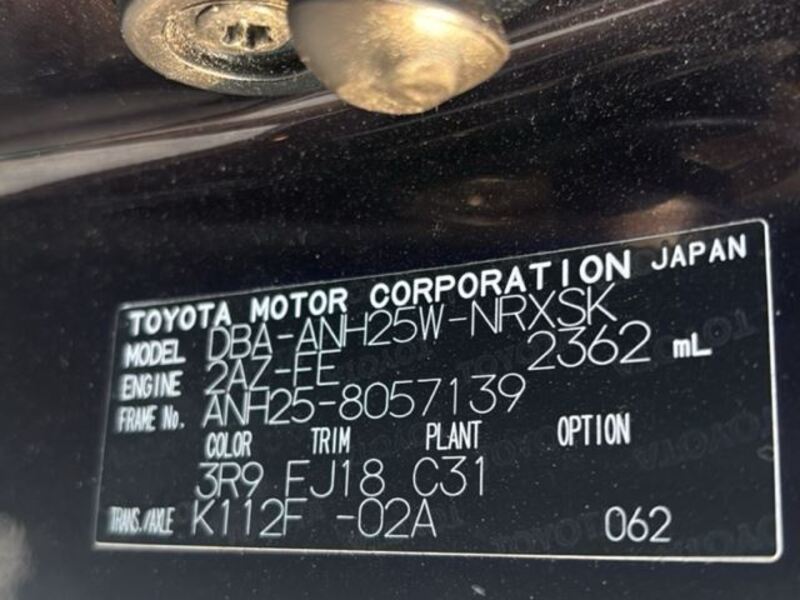 TOYOTA MOTOR CORPORATION JAPAN
MODEL DBA-ANH25W-NRXSK
ENGINE 2AZ-FE 2362 mL
FRAME No. ANH25-8057139
COLOR TRIM PLANT OPTION
3R9 FJ18 C31
TRANS./AXLE K112F -02A 062